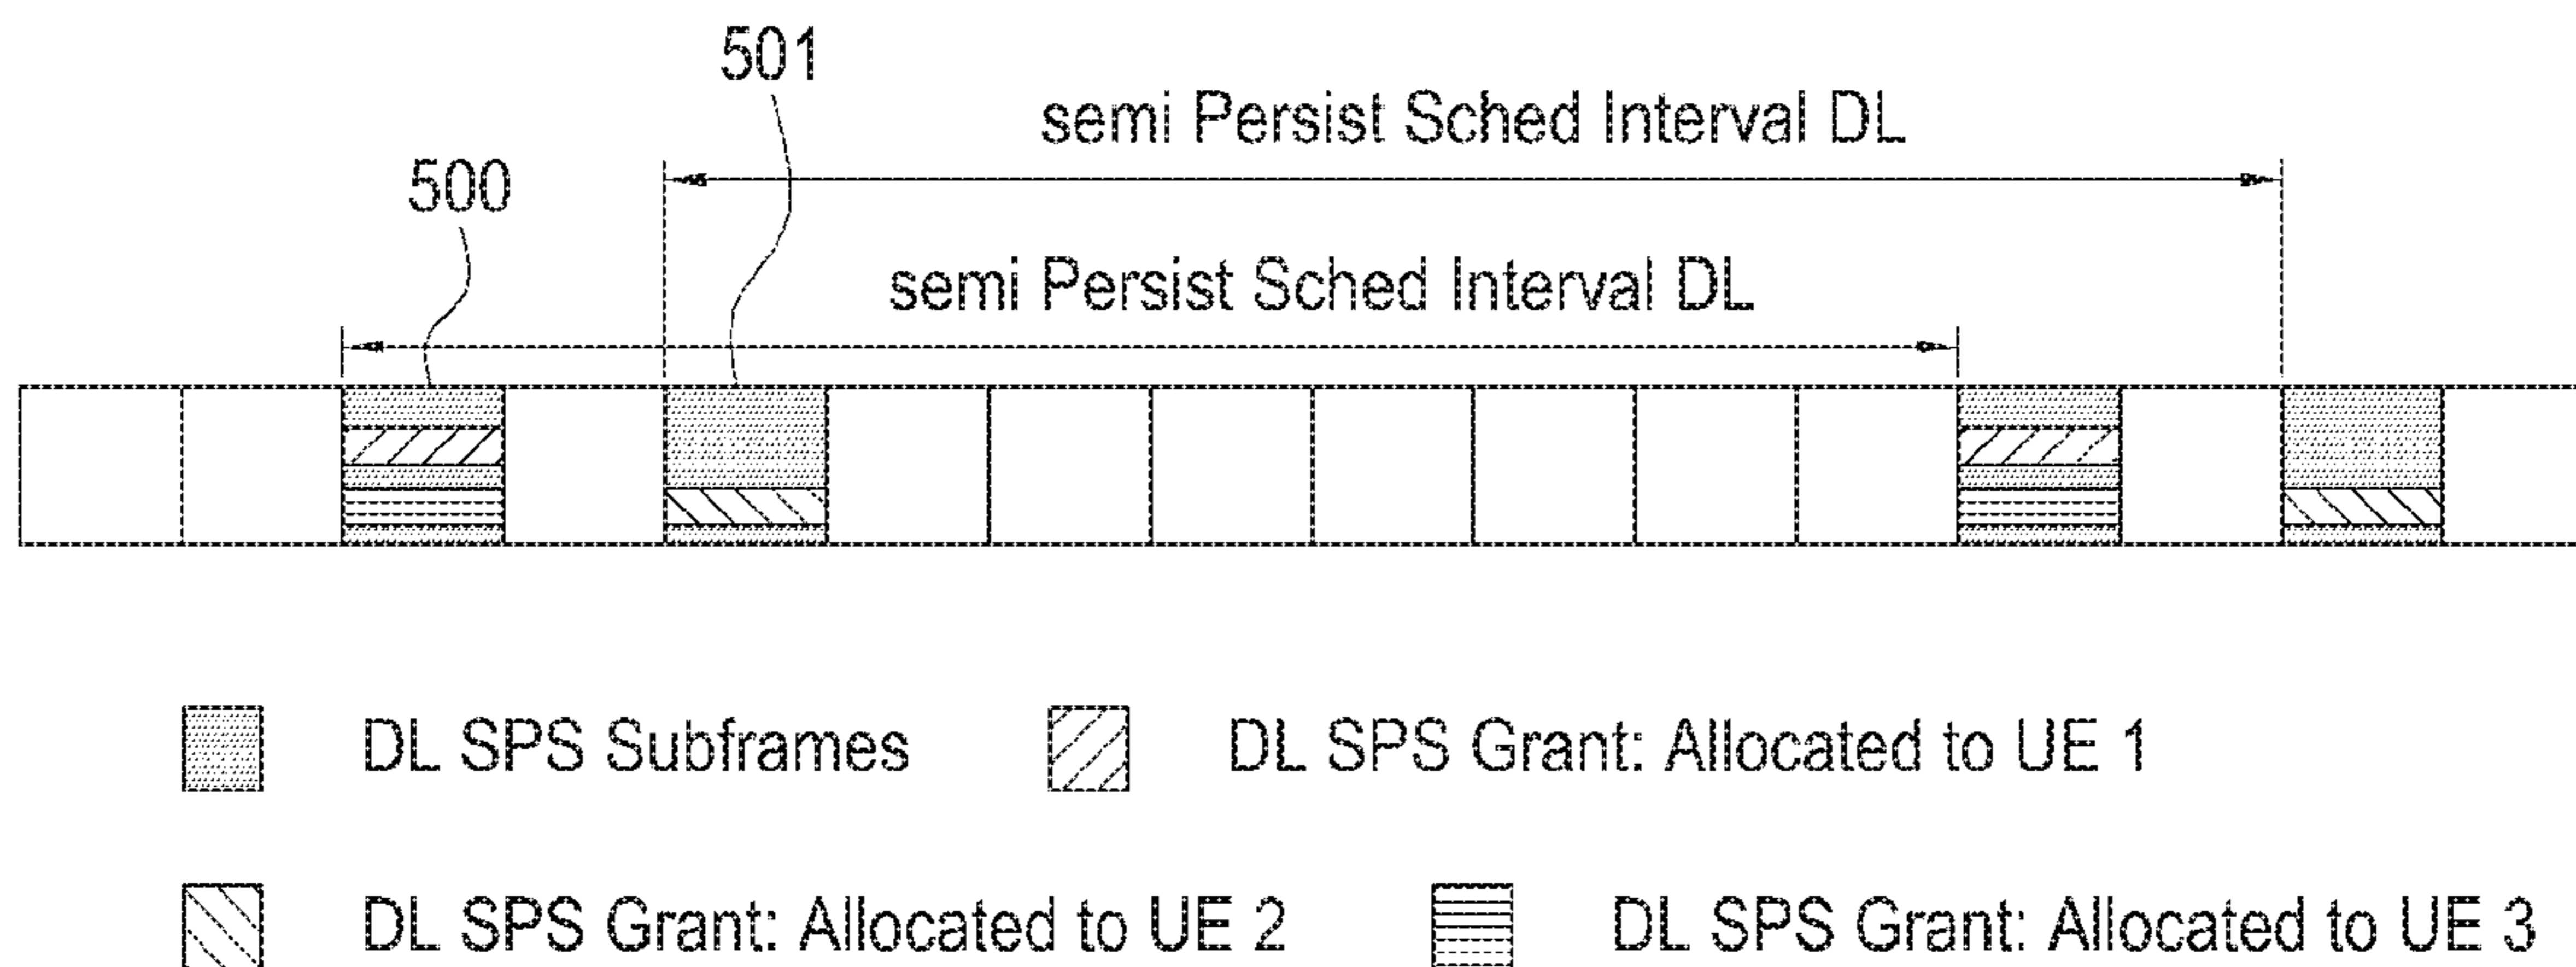 501
semi Persist Sched Interval DL
500
semi Persist Sched Interval DL
DL SPS Subframes
DL SPS Grant: Allocated to UE 1
DL SPS Grant: Allocated to UE 2
DL SPS Grant: Allocated to UE 3